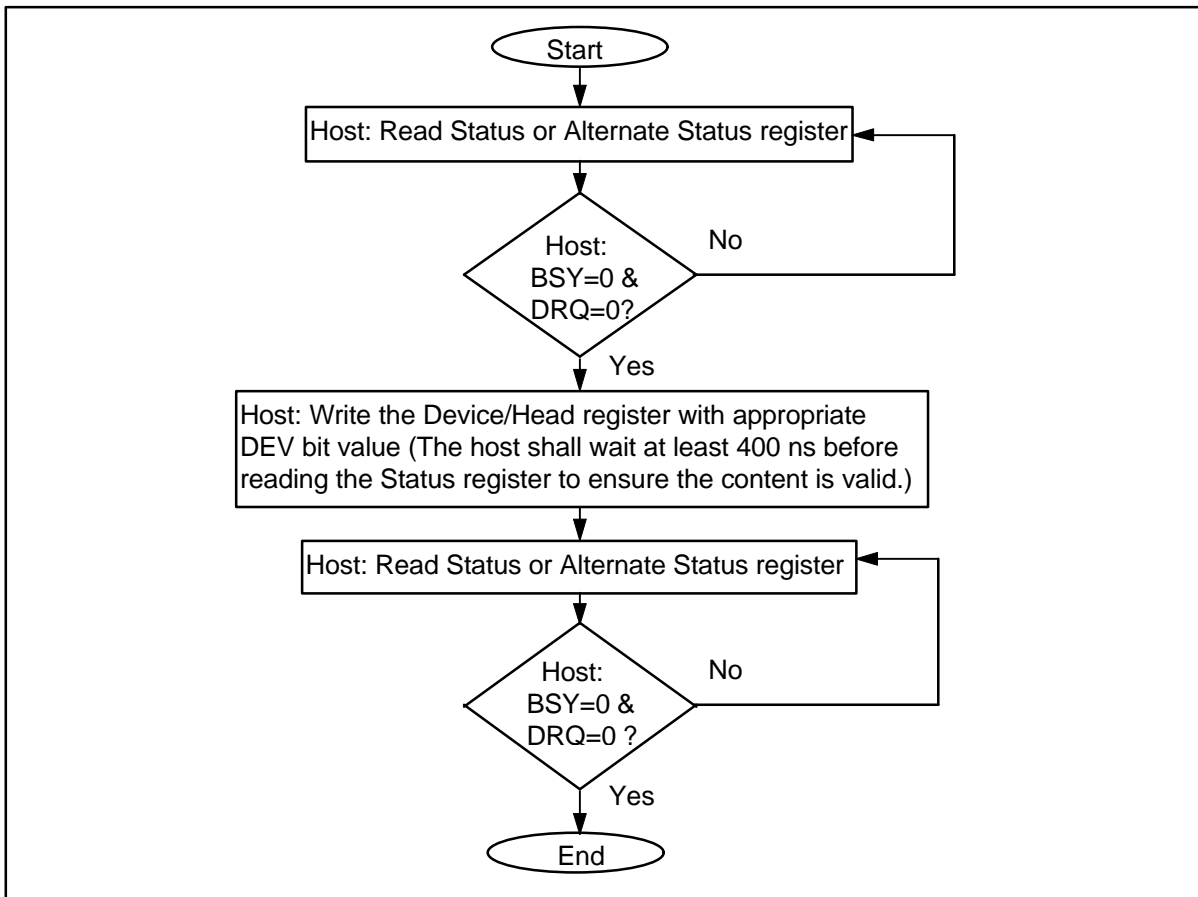 Start
Host: Read Status or Alternate Status register
Host:
BSY=0 &
DRQ=0?
No
Yes
Host: Write the Device/Head register with appropriate
DEV bit value (The host shall wait at least 400 ns before
reading the Status register to ensure the content is valid.)
Host: Read Status or Alternate Status register
Host:
BSY=0 &
DRQ=0 ?
No
Yes
End